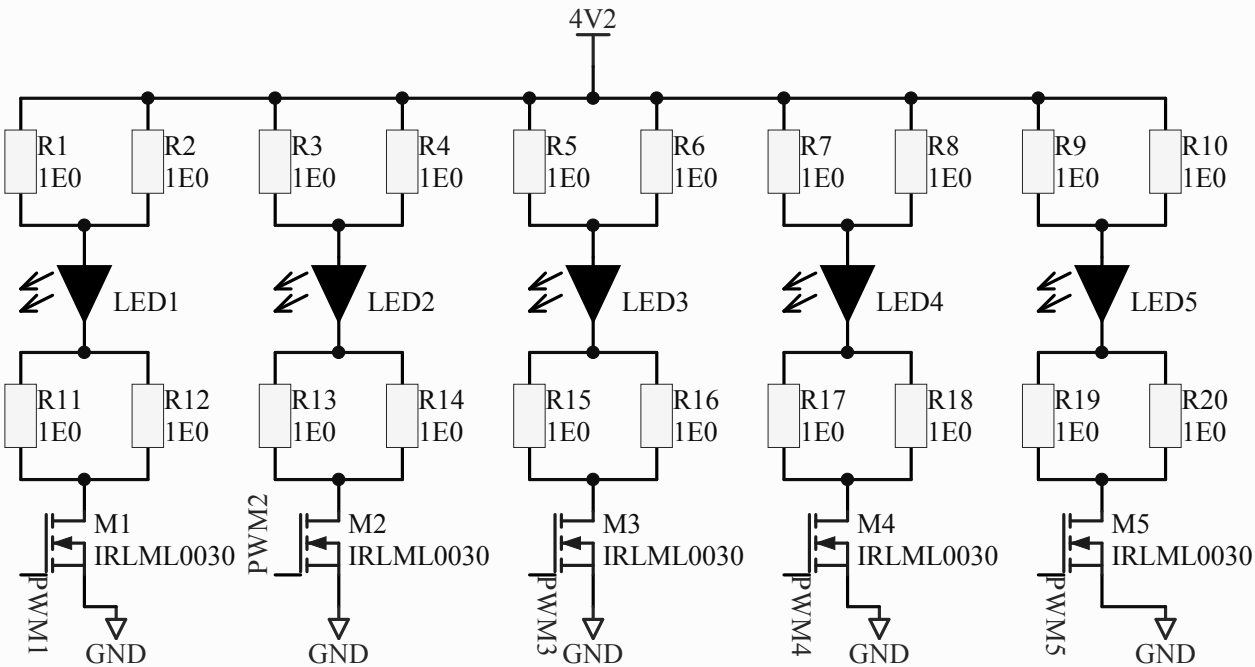 4V2
R1 R2 R3 R4 R5 R6 R7 R8 R9 R10
1E0 1E0 1E0 1E0 1E0 1E0 1E0 1E0 1E0 1E0
LED1 LED2 LED3 LED4 LED5
R11 R12 R13 R14 R15 R16 R17 R18 R19 R20
1E0 1E0 1E0 1E0 1E0 1E0 1E0 1E0 1E0 1E0
M1 M2 M3 M4 M5
IRLML0030 IRLML0030 IRLML0030 IRLML0030 IRLML0030
PWM1 PWM2 PWM3 PWM4 PWM5
GND GND GND GND GND